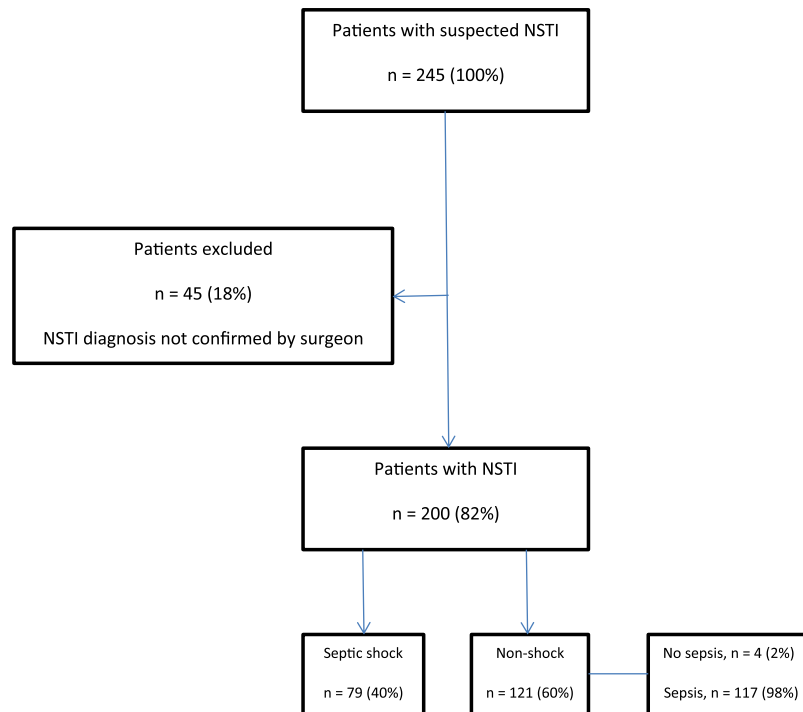 Patients with suspected NSTI
n = 245 (100%)
Patients excluded
n = 45 (18%)
NSTI diagnosis not confirmed by surgeon
Patients with NSTI
n = 200 (82%)
Septic shock
n = 79 (40%)
Non-shock
n = 121 (60%)
No sepsis, n = 4 (2%)
Sepsis, n = 117 (98%)